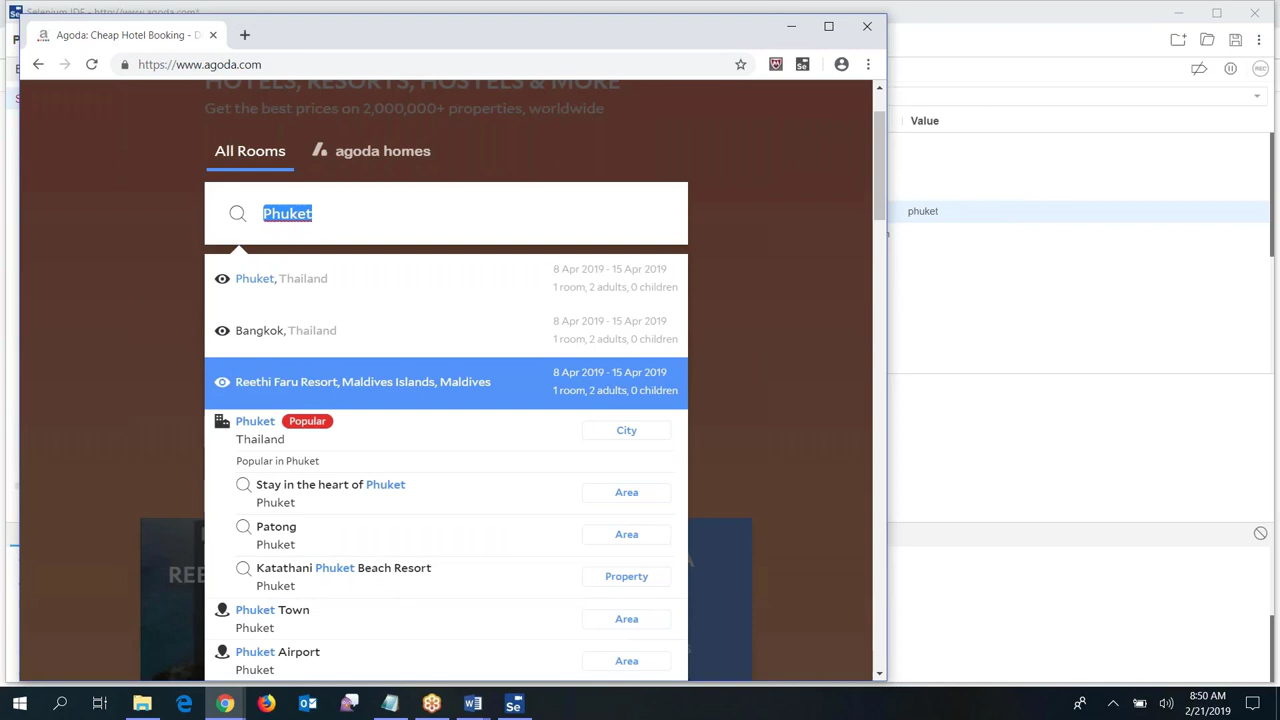 Selenium IDE - www.agoda.com*
Agoda: Cheap Hotel Booking - D
https://www.agoda.com
HOTELS, RESORTS, HOSTELS & MORE
Get the best prices on 2,000,000+ properties, worldwide
All Rooms
agoda homes
Value
Phuket
phuket
Phuket, Thailand
8 Apr 2019 - 15 Apr 2019
1 room, 2 adults, 0 children
Bangkok, Thailand
8 Apr 2019 - 15 Apr 2019
1 room, 2 adults, 0 children
Reethi Faru Resort, Maldives Islands, Maldives
8 Apr 2019 - 15 Apr 2019
1 room, 2 adults, 0 children
Phuket Popular
Thailand
City
Popular in Phuket
Stay in the heart of Phuket
Phuket
Area
Patong
Phuket
Area
Katathani Phuket Beach Resort
Phuket
Property
Phuket Town
Phuket
Area
Phuket Airport
Phuket
Area
8:50 AM
2/21/2019